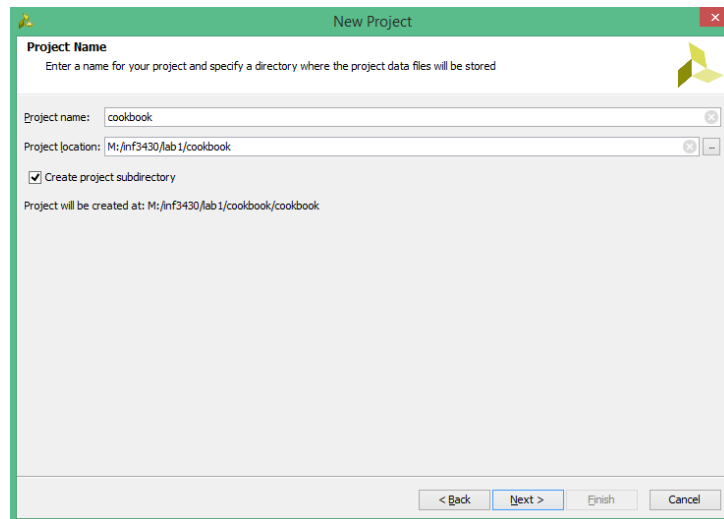 New Project
Project Name
Enter a name for your project and specify a directory where the project data files will be stored
Project name: cookbook
Project location: M:/inf3430/lab1/cookbook ...
Create project subdirectory
Project will be created at: M:/inf3430/lab1/cookbook/cookbook
< Back Next > Finish Cancel